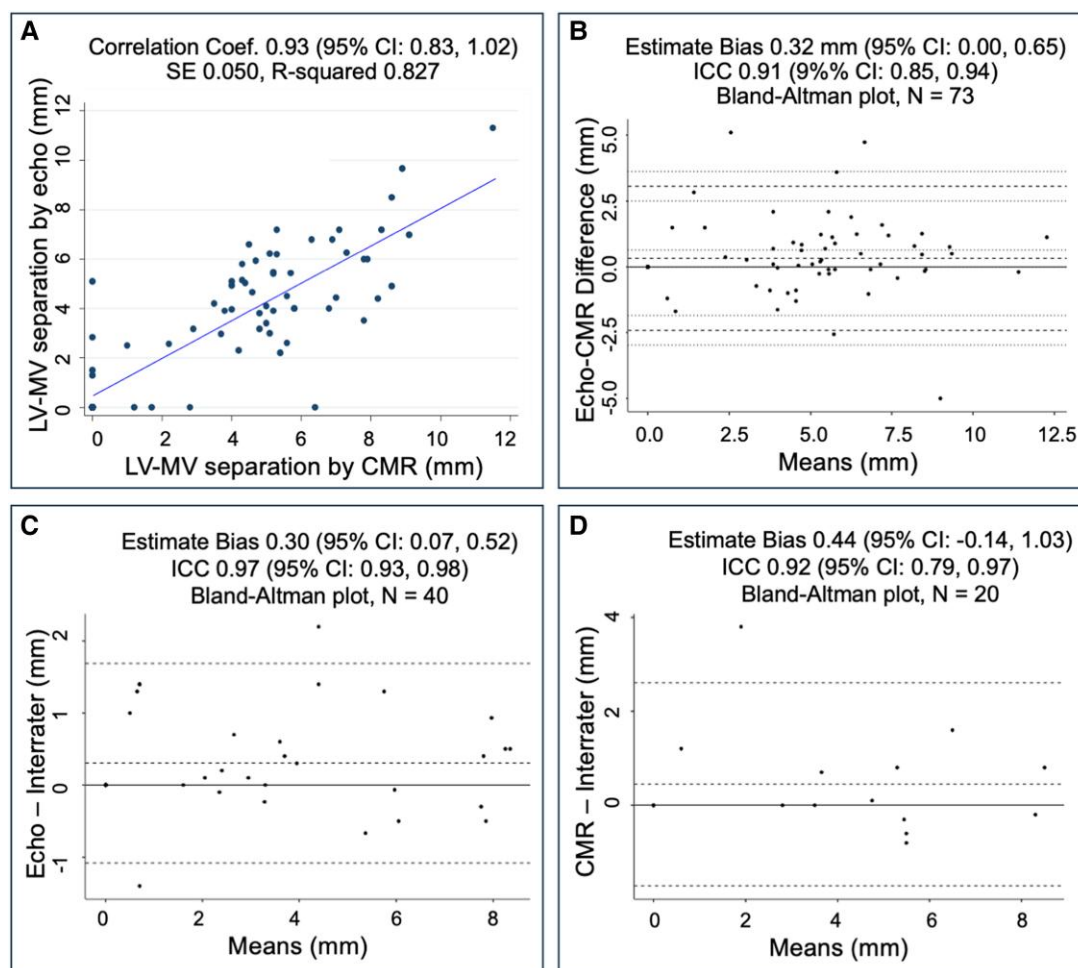 A
Correlation Coef. 0.93 (95% CI: 0.83, 1.02)
SE 0.050, R-squared 0.827
LV-MV separation by echo (mm)
12
10
8
6
4
2
0
0 2 4 6 8 10 12
LV-MV separation by CMR (mm)
B
Estimate Bias 0.32 mm (95% CI: 0.00, 0.65)
ICC 0.91 (9%% CI: 0.85, 0.94)
Bland-Altman plot, N = 73
Echo-CMR Difference (mm)
5.0
2.5
0.0
-2.5
-5.0
0.0 2.5 5.0 7.5 10 12.5
Means (mm)
C
Estimate Bias 0.30 (95% CI: 0.07, 0.52)
ICC 0.97 (95% CI: 0.93, 0.98)
Bland-Altman plot, N = 40
Echo – Interrater (mm)
2
1
0
-1
0 2 4 6 8
Means (mm)
D
Estimate Bias 0.44 (95% CI: -0.14, 1.03)
ICC 0.92 (95% CI: 0.79, 0.97)
Bland-Altman plot, N = 20
CMR – Interrater (mm)
4
2
0
0 2 4 6 8
Means (mm)